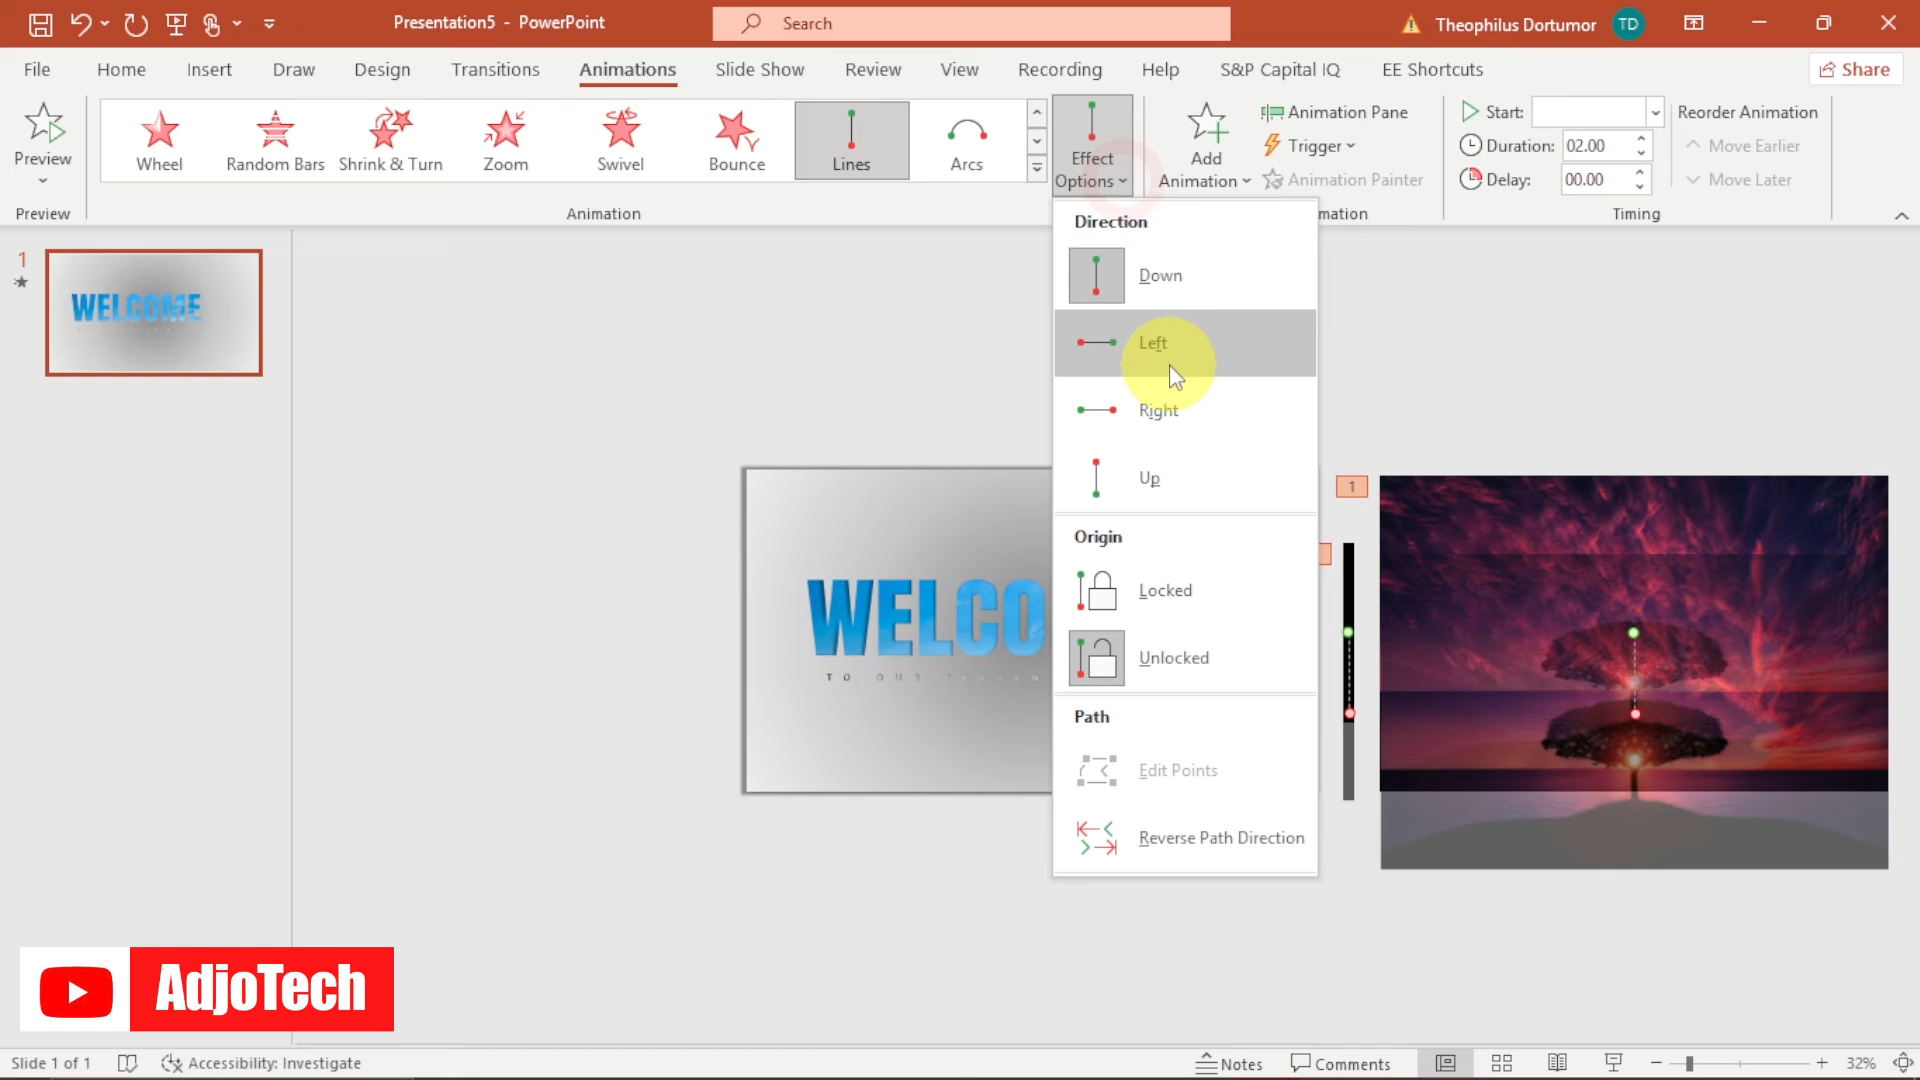 Presentation5 - PowerPoint
Search
Theophilus Dortumor
TD
File
Home
Insert
Draw
Design
Transitions
Animations
Slide Show
Review
View
Recording
Help
S&P Capital IQ
EE Shortcuts
Share
Preview
Wheel
Random Bars
Shrink & Turn
Zoom
Swivel
Bounce
Lines
Arcs
Effect
Options
Add
Animation
Animation Pane
Trigger
Animation Painter
Start:
Duration: 02.00
Delay: 00.00
Reorder Animation
Move Earlier
Move Later
Preview
Animation
mation
Timing
Direction
Down
Left
Right
Up
Origin
Locked
Unlocked
Path
Edit Points
Reverse Path Direction
1
WELCOME
WELCO
TO OUR
1
AdjoTech
Slide 1 of 1
Accessibility: Investigate
Notes
Comments
32%